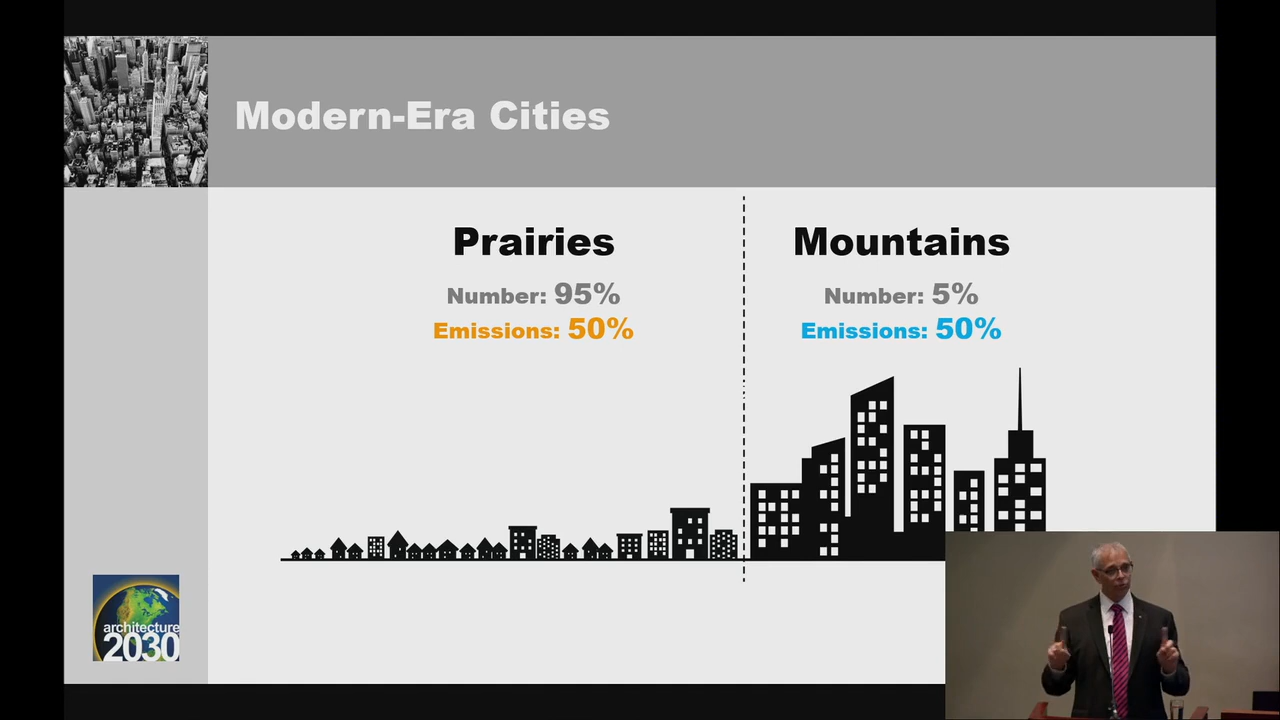 Modern-Era Cities
Prairies
Number: 95%
Emissions: 50%
Mountains
Number: 5%
Emissions: 50%
architecture
2030